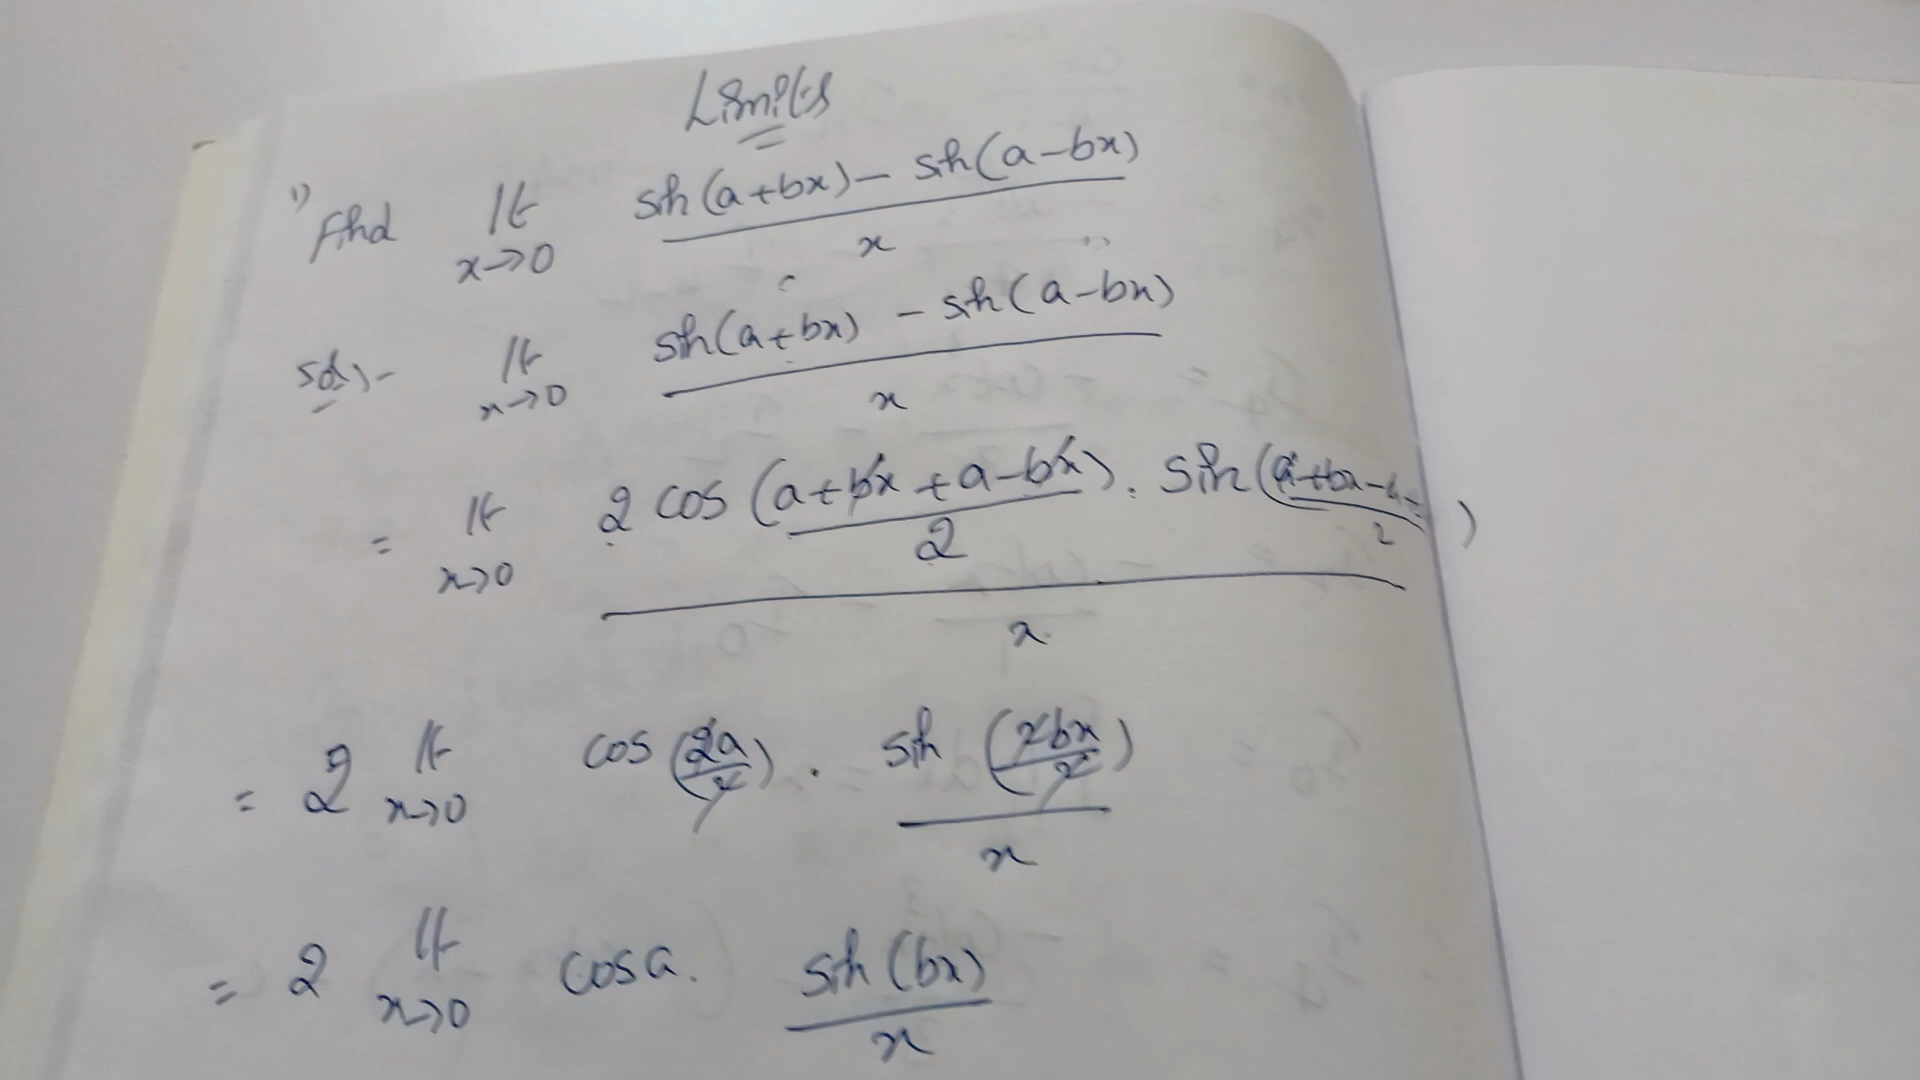 Limits
1) Find lt x→0 sin(a+bx) - sin(a-bx) / x
Sol:- lt x→0 sin(a+bx) - sin(a-bx) / x
= lt x→0 2 cos (a+bx+a-bx / 2) . sin (a+bx-a / 2) / x
= 2 lt x→0 cos (2a/2) . sin (2bx/2) / x
= 2 lt x→0 cos a. sin (bx) / x